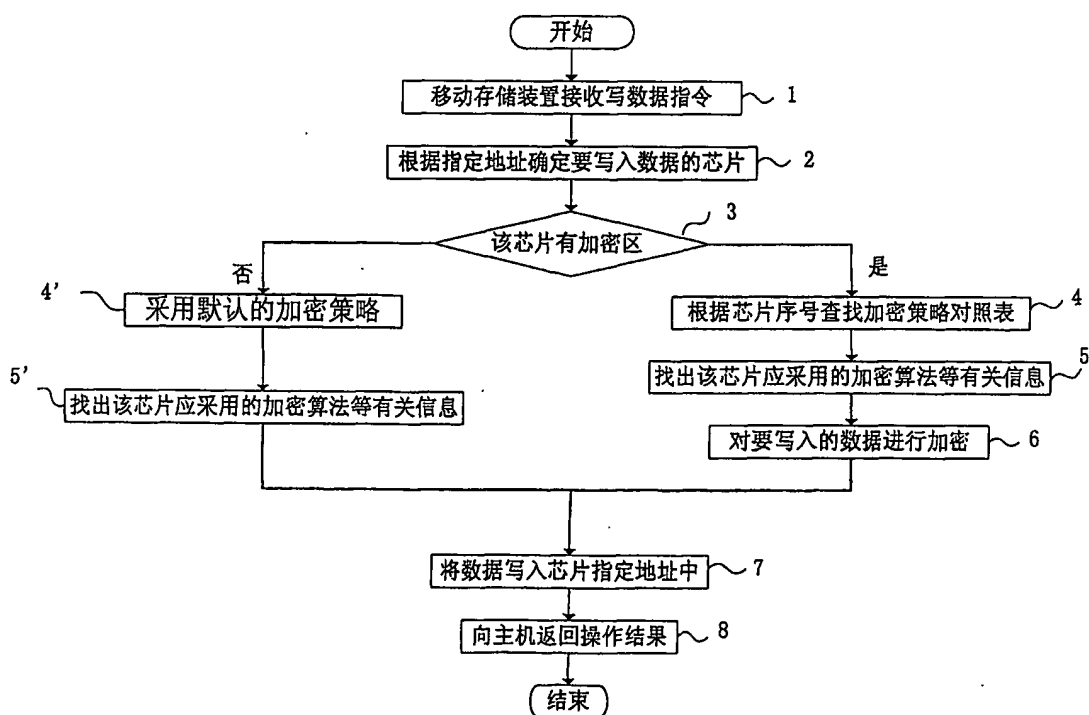 开始
移动存储装置接收写数据指令
1
根据指定地址确定要写入数据的芯片
2
3
该芯片有加密区
否
是
4'
采用默认的加密策略
根据芯片序号查找加密策略对照表
4
5'
找出该芯片应采用的加密算法等有关信息
找出该芯片应采用的加密算法等有关信息
5
对要写入的数据进行加密
6
将数据写入芯片指定地址中
7
向主机返回操作结果
8
结束